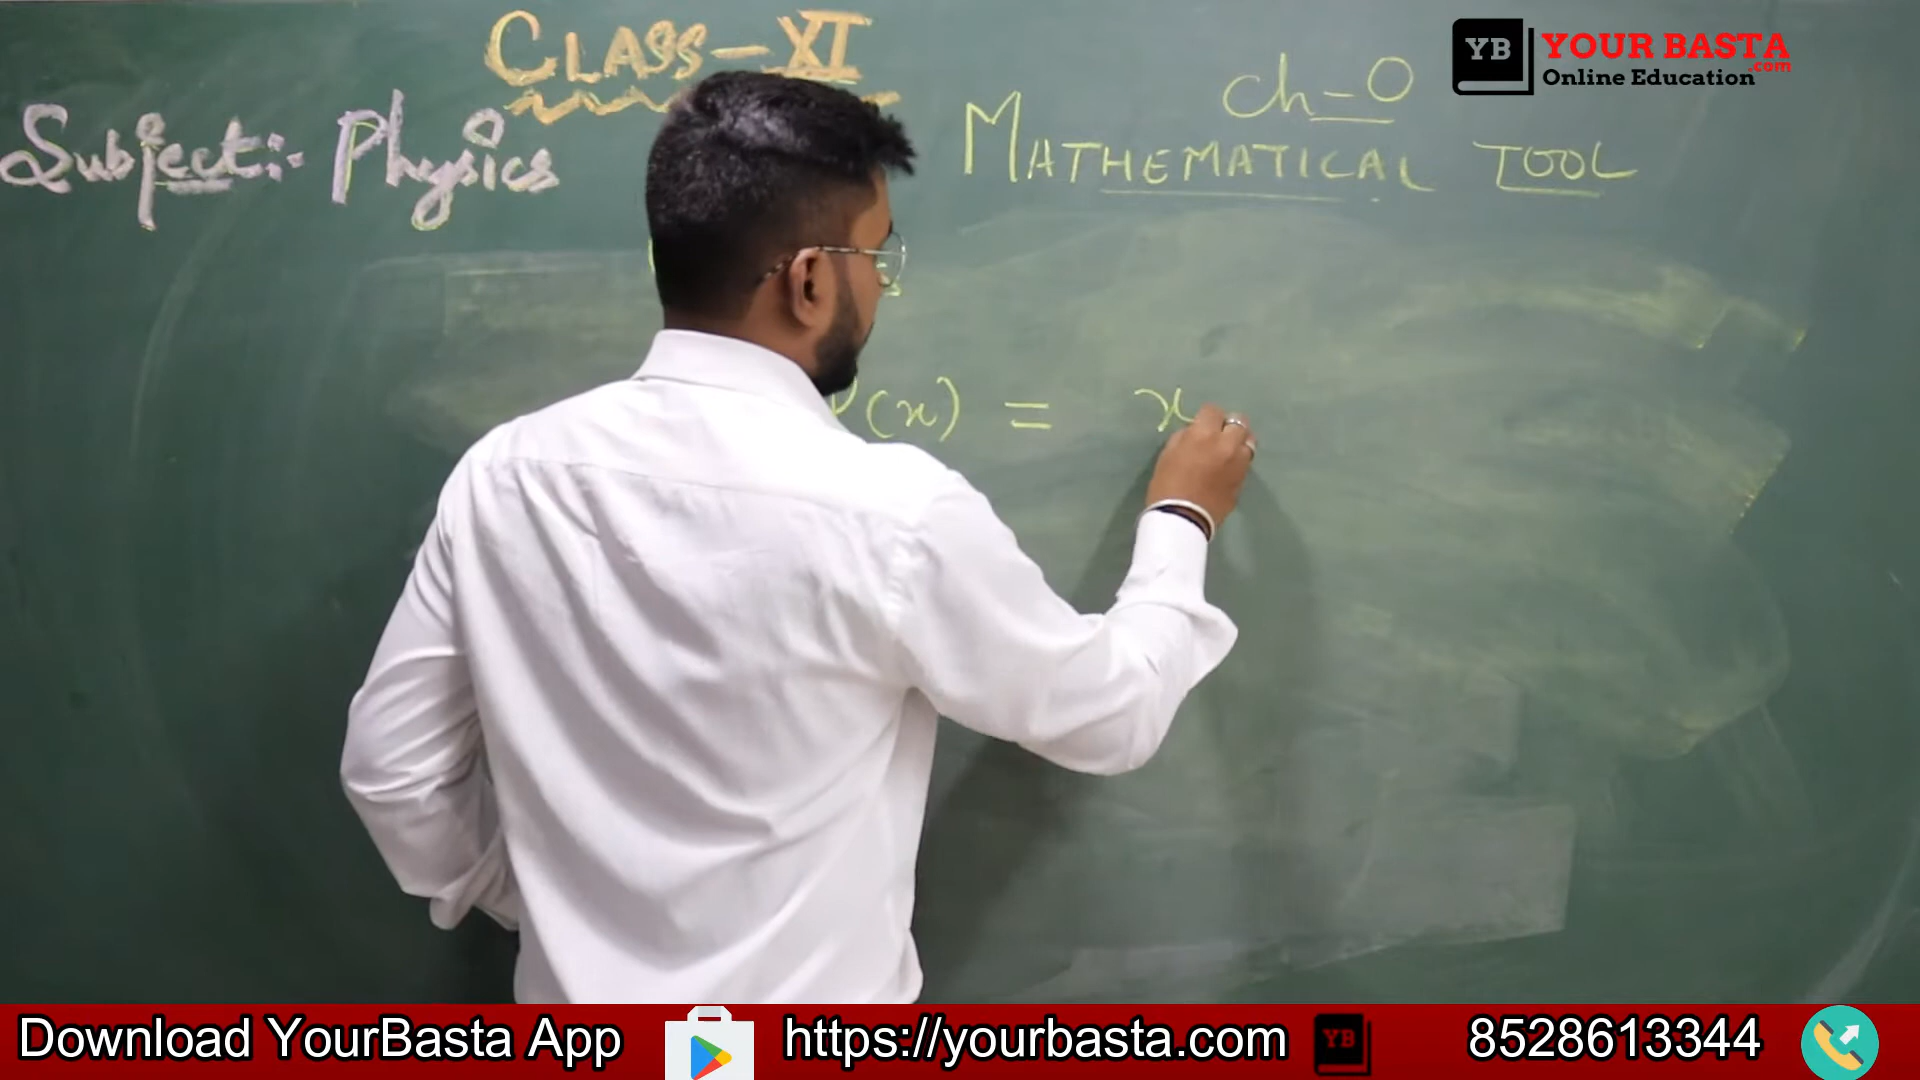 CLASS-XI
Subject:- Physics
ch-0
MATHEMATICAL TOOL
(x) = x
YB YOUR BASTA
.com
Online Education
Download YourBasta App
https://yourbasta.com
YB
8528613344